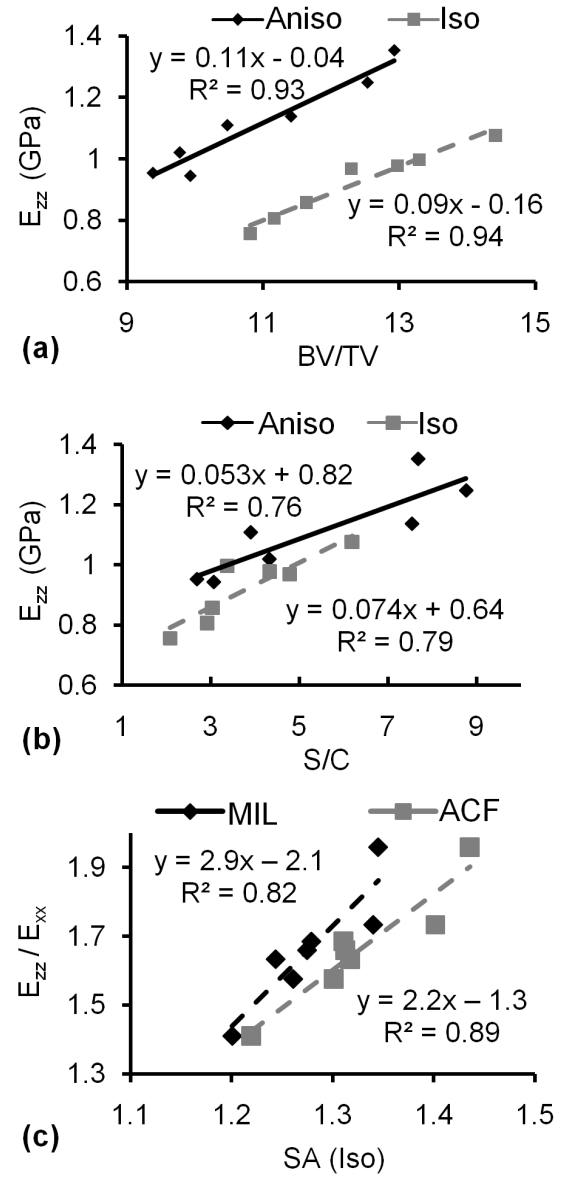 Aniso Iso
y = 0.11x - 0.04
R² = 0.93
y = 0.09x - 0.16
R² = 0.94
1.4
1.2
1
0.8
0.6
Ezz (GPa)
9 11 13 15
BV/TV
(a)
Aniso Iso
y = 0.053x + 0.82
R² = 0.76
y = 0.074x + 0.64
R² = 0.79
1.4
1.2
1
0.8
0.6
Ezz (GPa)
1 3 5 7 9
S/C
(b)
MIL ACF
y = 2.9x – 2.1
R² = 0.82
y = 2.2x – 1.3
R² = 0.89
1.9
1.7
1.5
1.3
Ezz / Exx
1.1 1.2 1.3 1.4 1.5
SA (Iso)
(c)